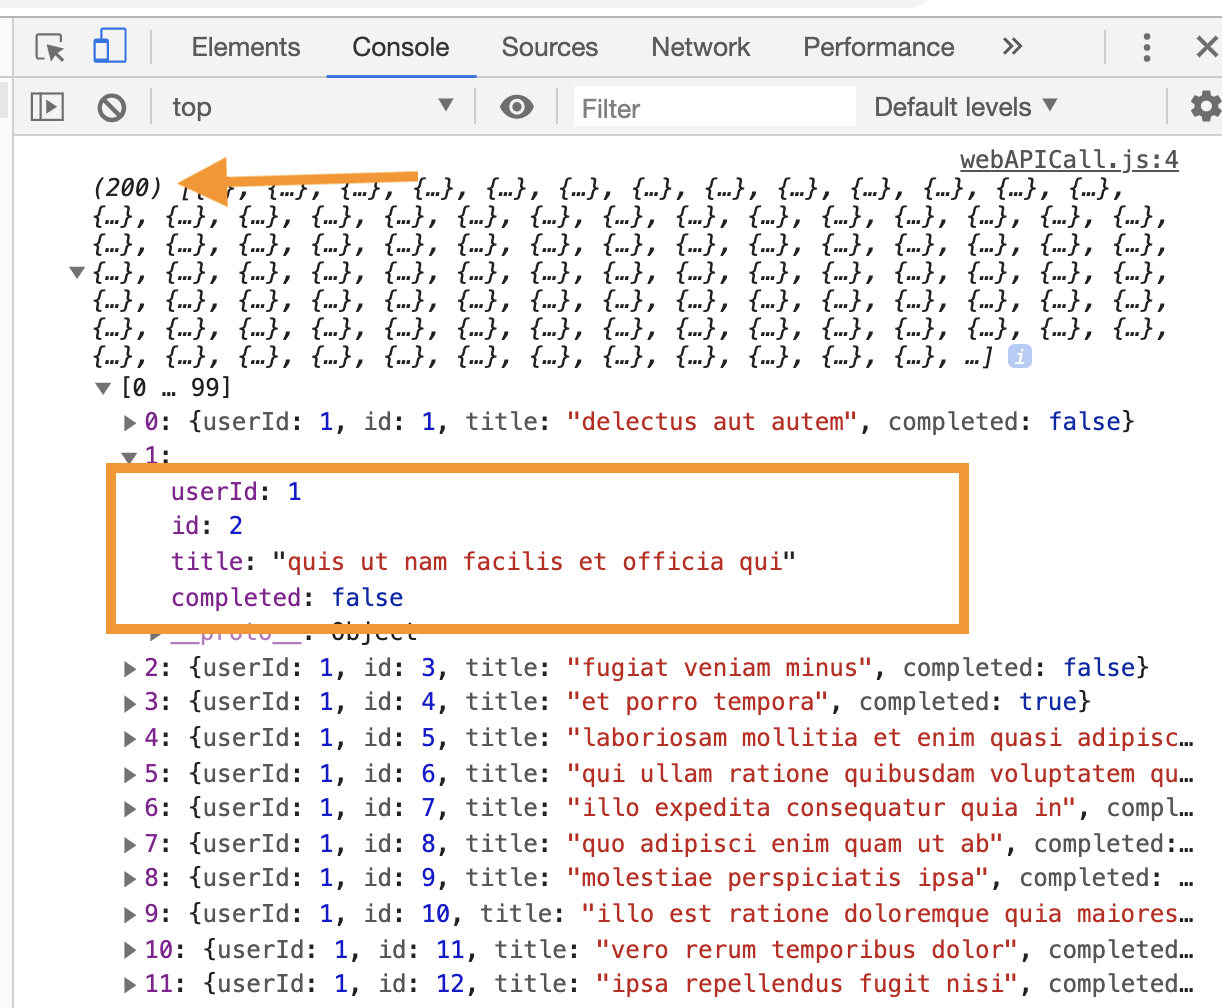 Elements Console Sources Network Performance »
top Filter Default levels
webAPICall.js:4
(200) [{…}, {…}, {…}, {…}, {…}, {…}, {…}, {…}, {…}, {…}, {…}, {…}, {…},
{…}, {…}, {…}, {…}, {…}, {…}, {…}, {…}, {…}, {…}, {…}, {…}, {…}, {…}, {…},
{…}, {…}, {…}, {…}, {…}, {…}, {…}, {…}, {…}, {…}, {…}, {…}, {…}, {…}, {…},
{…}, {…}, {…}, {…}, {…}, {…}, {…}, {…}, {…}, {…}, {…}, {…}, {…}, {…}, {…},
{…}, {…}, {…}, {…}, {…}, {…}, {…}, {…}, {…}, {…}, {…}, {…}, {…}, {…}, {…},
{…}, {…}, {…}, {…}, {…}, {…}, {…}, {…}, {…}, {…}, {…}, {…}, {…}, {…}, {…},
{…}, {…}, {…}, {…}, {…}, {…}, {…}, {…}, {…}, {…}, {…}, {…}, …] i
[0 … 99]
0: {userId: 1, id: 1, title: "delectus aut autem", completed: false}
1:
userId: 1
id: 2
title: "quis ut nam facilis et officia qui"
completed: false
__proto__: Object
2: {userId: 1, id: 3, title: "fugiat veniam minus", completed: false}
3: {userId: 1, id: 4, title: "et porro tempora", completed: true}
4: {userId: 1, id: 5, title: "laboriosam mollitia et enim quasi adipisc…
5: {userId: 1, id: 6, title: "qui ullam ratione quibusdam voluptatem qu…
6: {userId: 1, id: 7, title: "illo expedita consequatur quia in", compl…
7: {userId: 1, id: 8, title: "quo adipisci enim quam ut ab", completed:…
8: {userId: 1, id: 9, title: "molestiae perspiciatis ipsa", completed: …
9: {userId: 1, id: 10, title: "illo est ratione doloremque quia maiores…
10: {userId: 1, id: 11, title: "vero rerum temporibus dolor", completed…
11: {userId: 1, id: 12, title: "ipsa repellendus fugit nisi", completed…